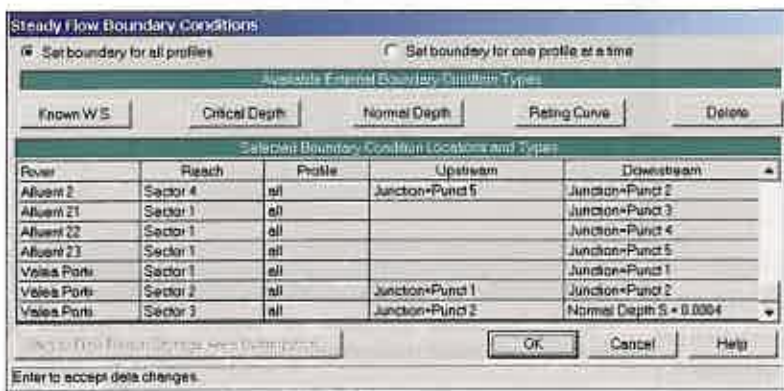 Steady Flow Boundary Conditions
Set boundary for all profiles
Set boundary for one profile at a time
Available External Boundary Condition Types
Known W.S.
Critical Depth
Normal Depth
Rating Curve
Delete
Selected Boundary Condition Locations and Types
River Reach Profile Upstream Downstream
Afluent 2 Sector 4 all Junction=Punct 5 Junction=Punct 2
Afluent 21 Sector 1 all Junction=Punct 3
Afluent 22 Sector 1 all Junction=Punct 4
Afluent 23 Sector 1 all Junction=Punct 5
Valea Partii Sector 1 all Junction=Punct 1
Valea Partii Sector 2 all Junction=Punct 1 Junction=Punct 2
Valea Partii Sector 3 all Junction=Punct 2 Normal Depth S = 0.0004
OK
Cancel
Help
Enter to accept data changes.